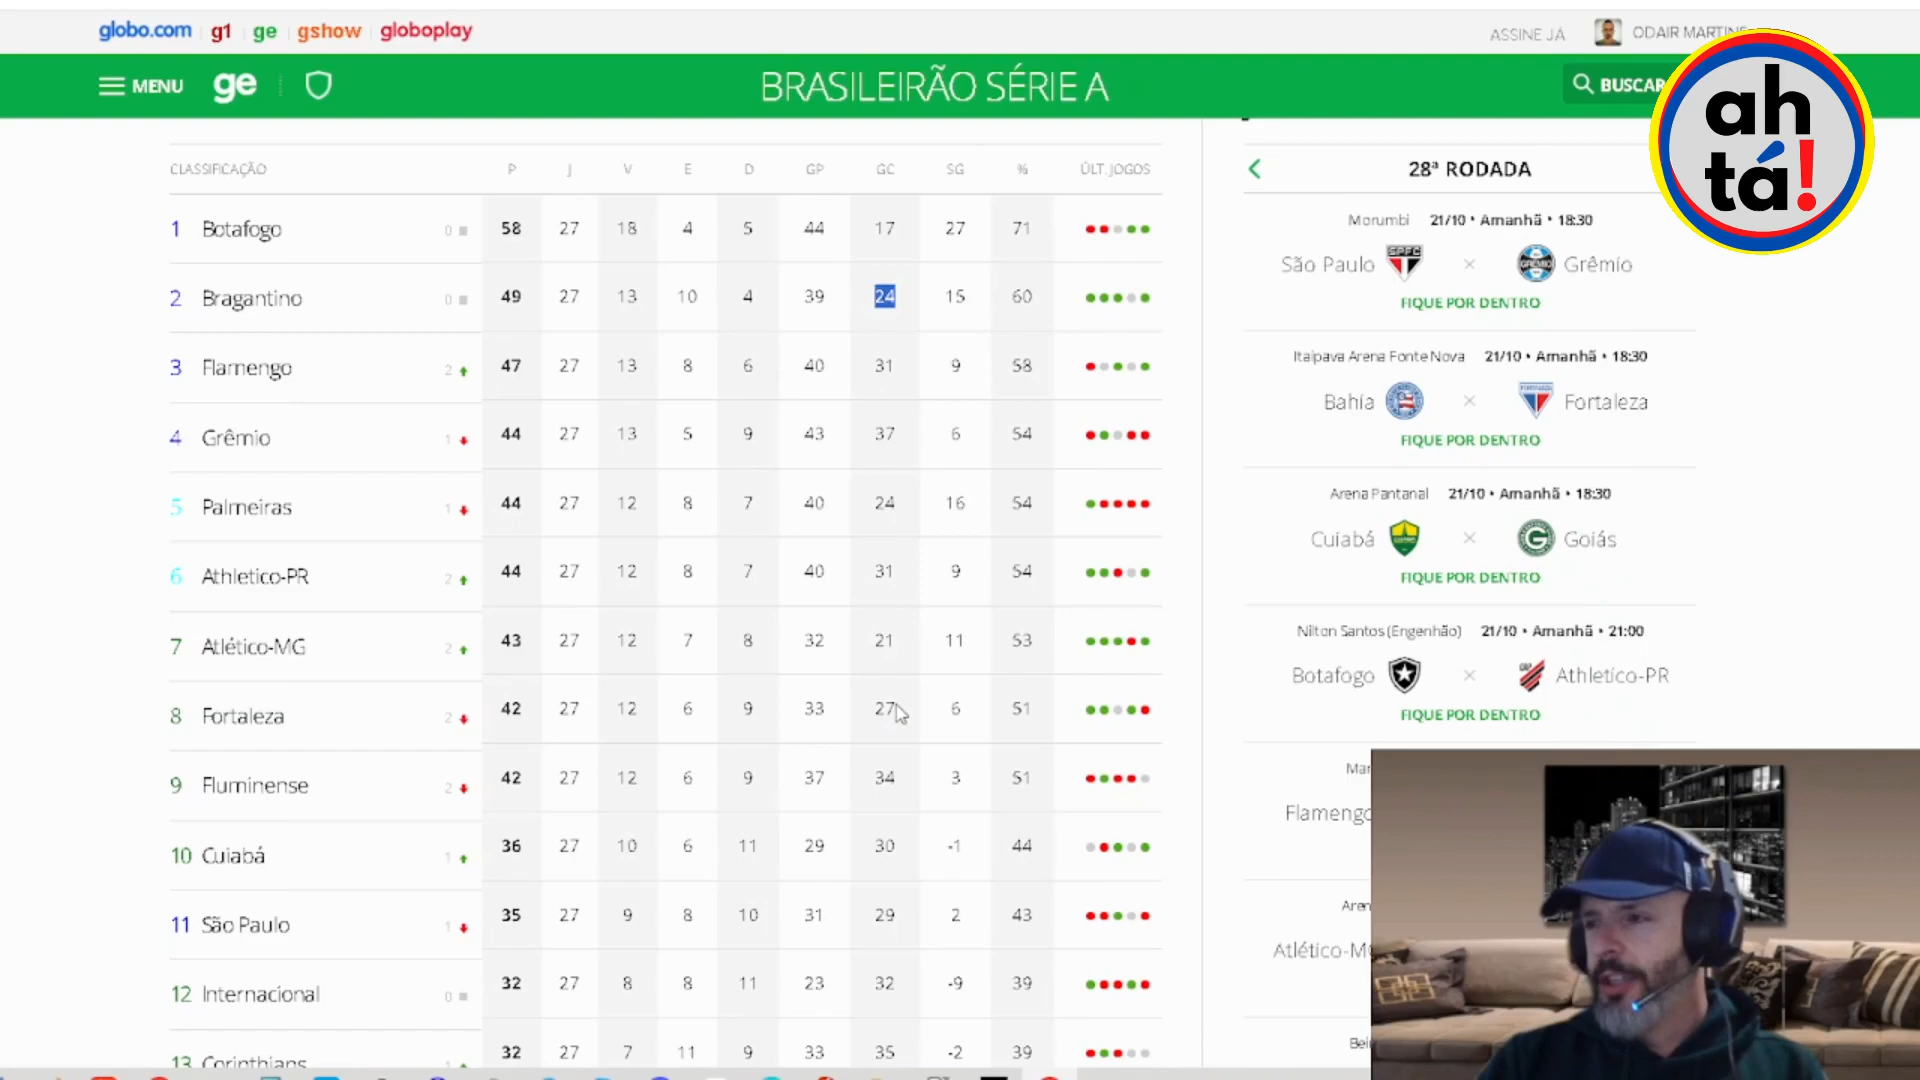 globo.com g1 ge gshow globoplay
ASSINE JÁ
MENU ge BRASILEIRÃO SÉRIE A BUSCAR
ah
tá!
CLASSIFICAÇÃO P J V E D GP GC SG % ÚLT. JOGOS
1 Botafogo 0 58 27 18 4 5 44 17 27 71
2 Bragantino 0 49 27 13 10 4 39 24 15 60
3 Flamengo 2 47 27 13 8 6 40 31 9 58
4 Grêmio 1 44 27 13 5 9 43 37 6 54
5 Palmeiras 1 44 27 12 8 7 40 24 16 54
6 Athletico-PR 2 44 27 12 8 7 40 31 9 54
7 Atlético-MG 2 43 27 12 7 8 32 21 11 53
8 Fortaleza 2 42 27 12 6 9 33 27 6 51
9 Fluminense 2 42 27 12 6 9 37 34 3 51
10 Cuiabá 1 36 27 10 6 11 29 30 -1 44
11 São Paulo 1 35 27 9 8 10 31 29 2 43
12 Internacional 0 32 27 8 8 11 23 32 -9 39
13 Corinthians 32 27 7 11 9 33 35 -2 39
28ª RODADA
Morumbi 21/10 • Amanhã • 18:30
São Paulo SPFC × GRÊMIO Grêmio
FIQUE POR DENTRO
Itaipava Arena Fonte Nova 21/10 • Amanhã • 18:30
Bahia × Fortaleza
FIQUE POR DENTRO
Arena Pantanal 21/10 • Amanhã • 18:30
Cuiabá × G Goiás
FIQUE POR DENTRO
Nilton Santos (Engenhão) 21/10 • Amanhã • 21:00
Botafogo × CAP Athletico-PR
FIQUE POR DENTRO
Mar
Flamengo
Aren
Atlético-M
Bei